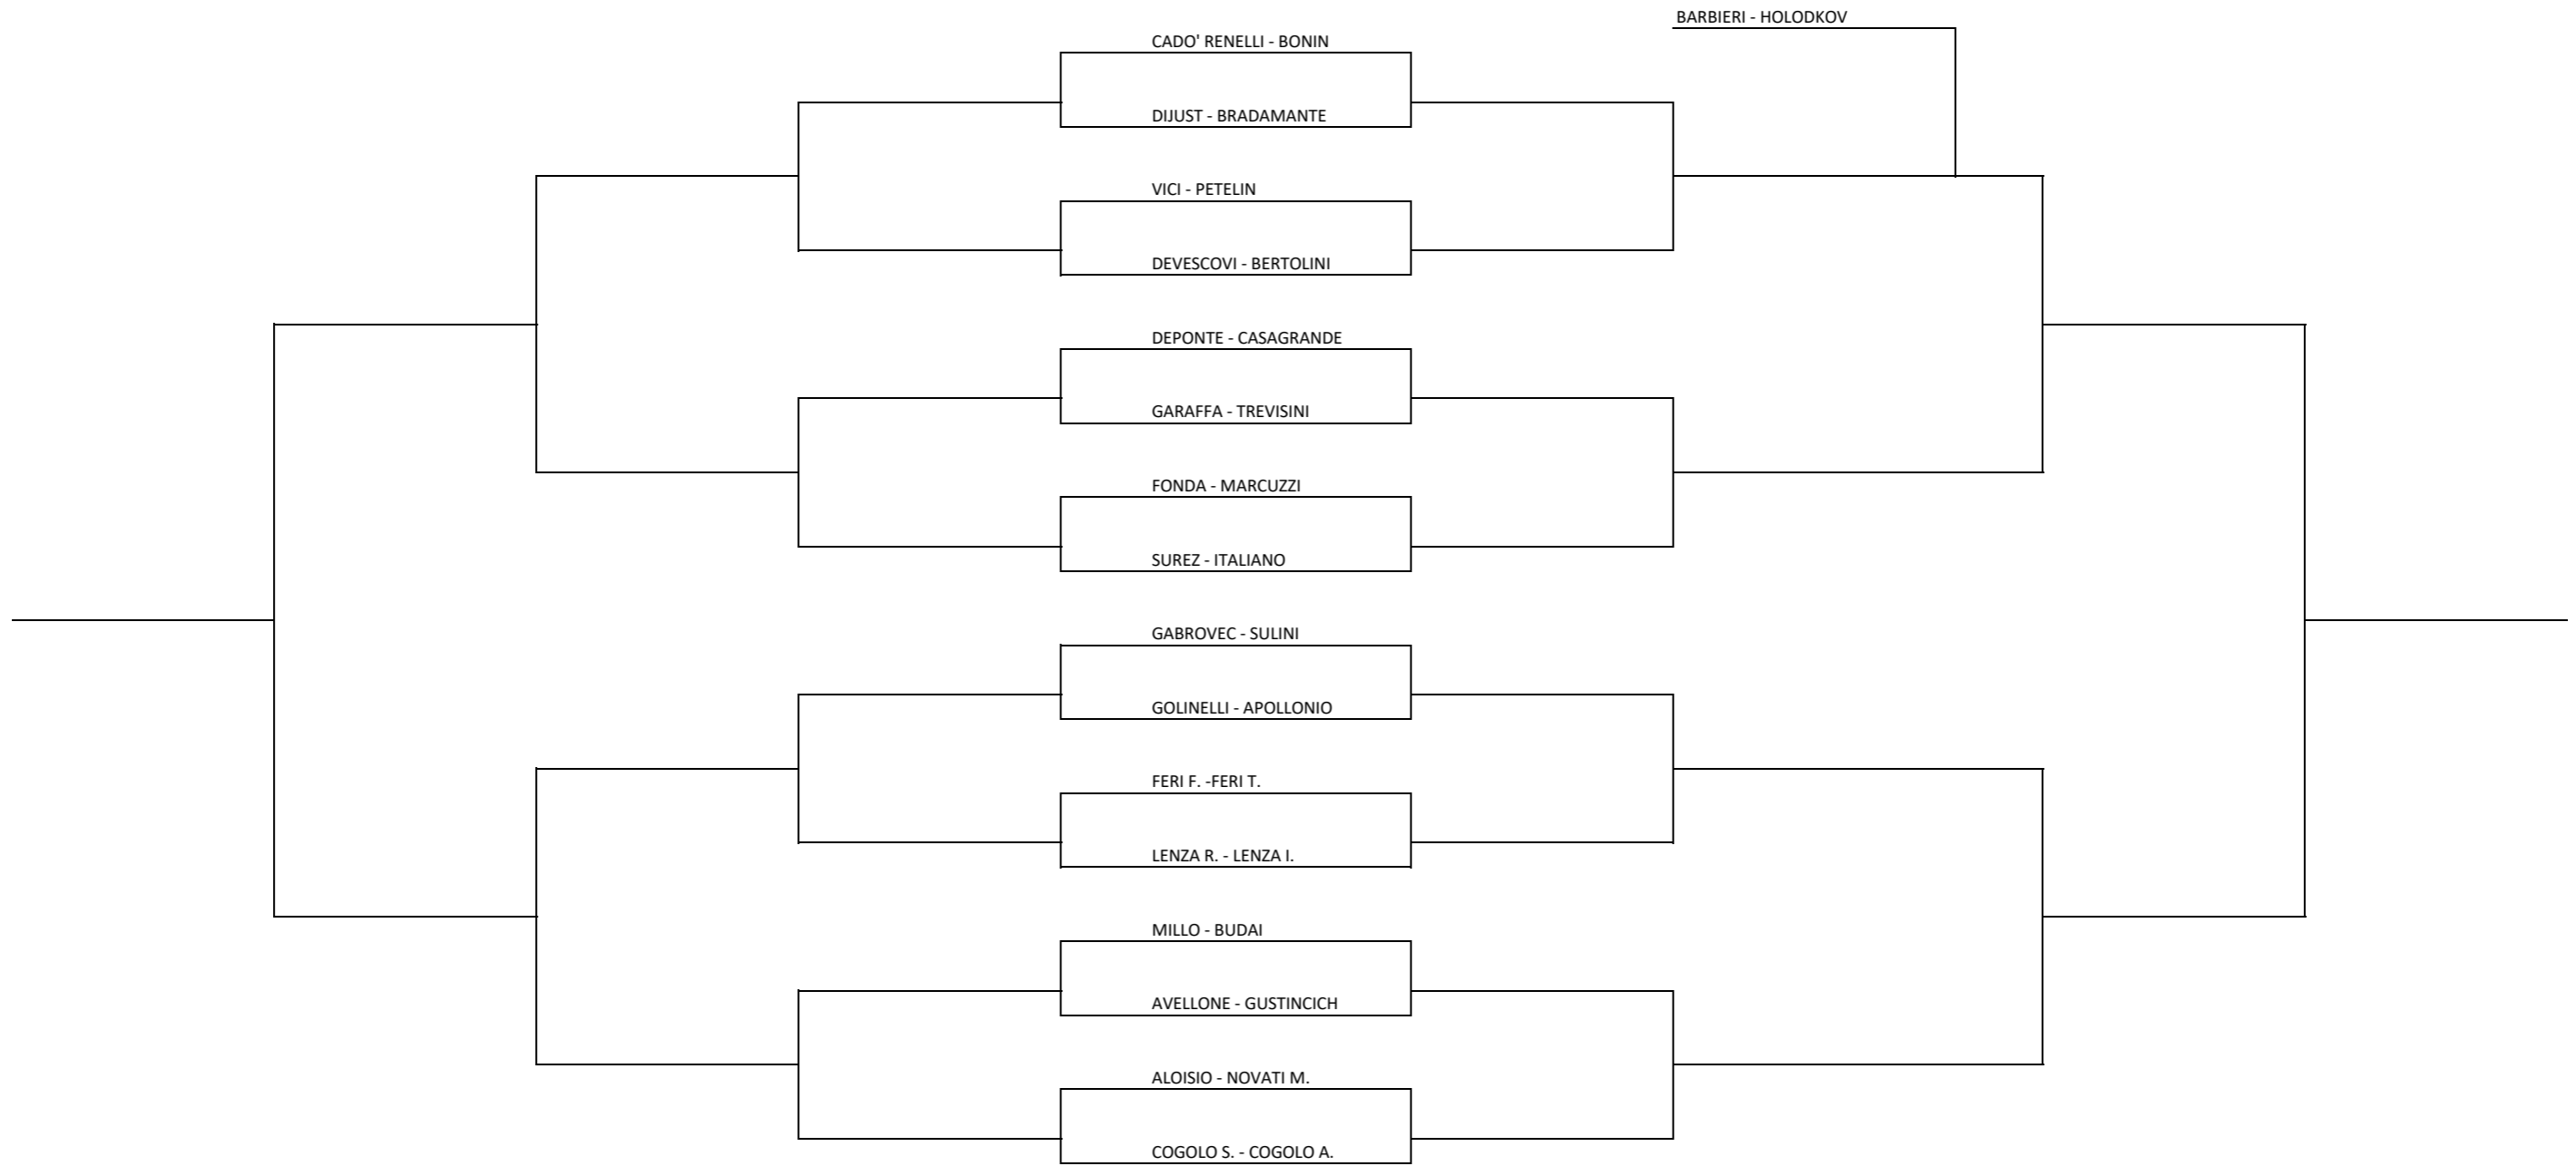 BARBIERI - HOLODKOV
CADO' RENELLI - BONIN
DIJUST - BRADAMANTE
VICI - PETELIN
DEVESCOVI - BERTOLINI
DEPONTE - CASAGRANDE
GARAFFA - TREVISINI
FONDA - MARCUZZI
SUREZ - ITALIANO
GABROVEC - SULINI
GOLINELLI - APOLLONIO
FERI F. -FERI T.
LENZA R. - LENZA I.
MILLO - BUDAI
AVELLONE - GUSTINCICH
ALOISIO - NOVATI M.
COGOLO S. - COGOLO A.